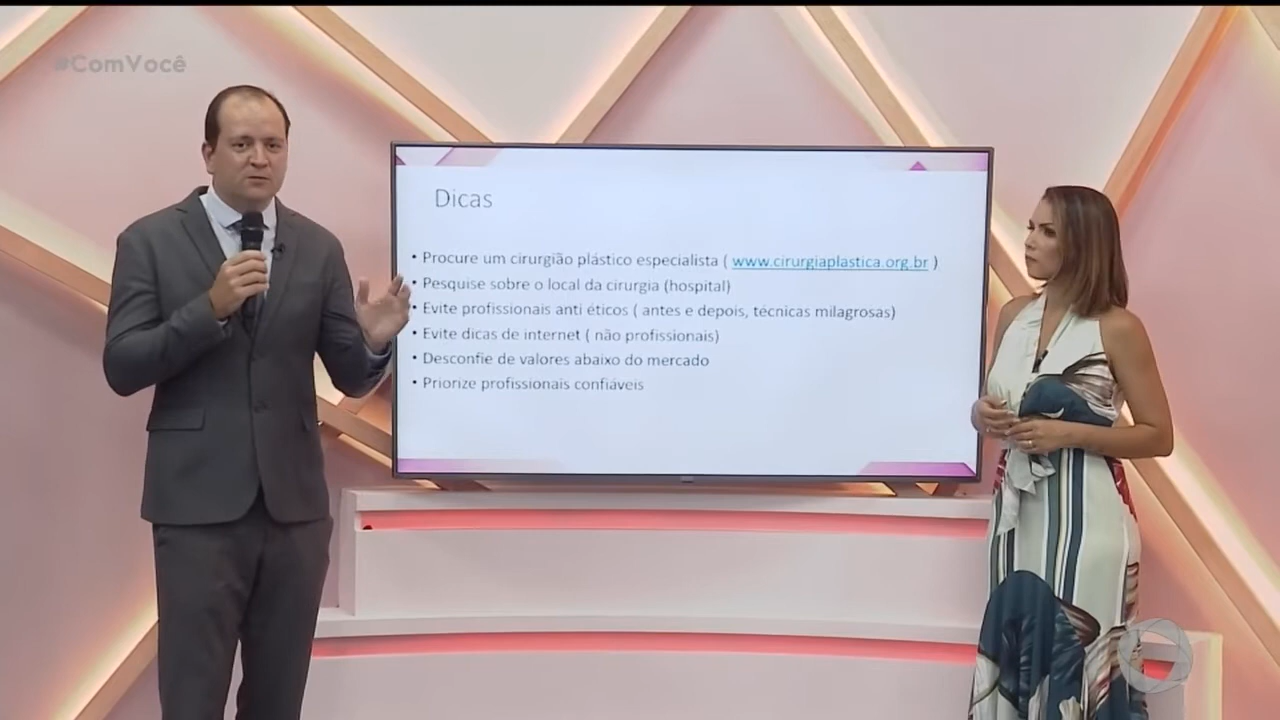 #ComVocê
Dicas
• Procure um cirurgião plástico especialista ( www.cirurgiaplastica.org.br )
• Pesquise sobre o local da cirurgia (hospital)
• Evite profissionais anti éticos ( antes e depois, técnicas milagrosas)
• Evite dicas de internet ( não profissionais)
• Desconfie de valores abaixo do mercado
• Priorize profissionais confiáveis